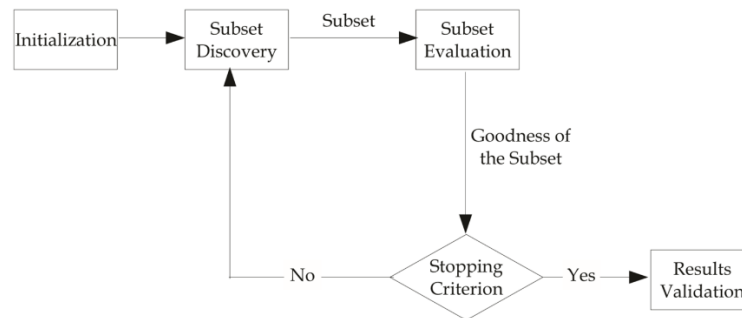 Initialization
Subset
Discovery
Subset
Subset
Evaluation
Goodness of
the Subset
No
Stopping
Criterion
Yes
Results
Validation